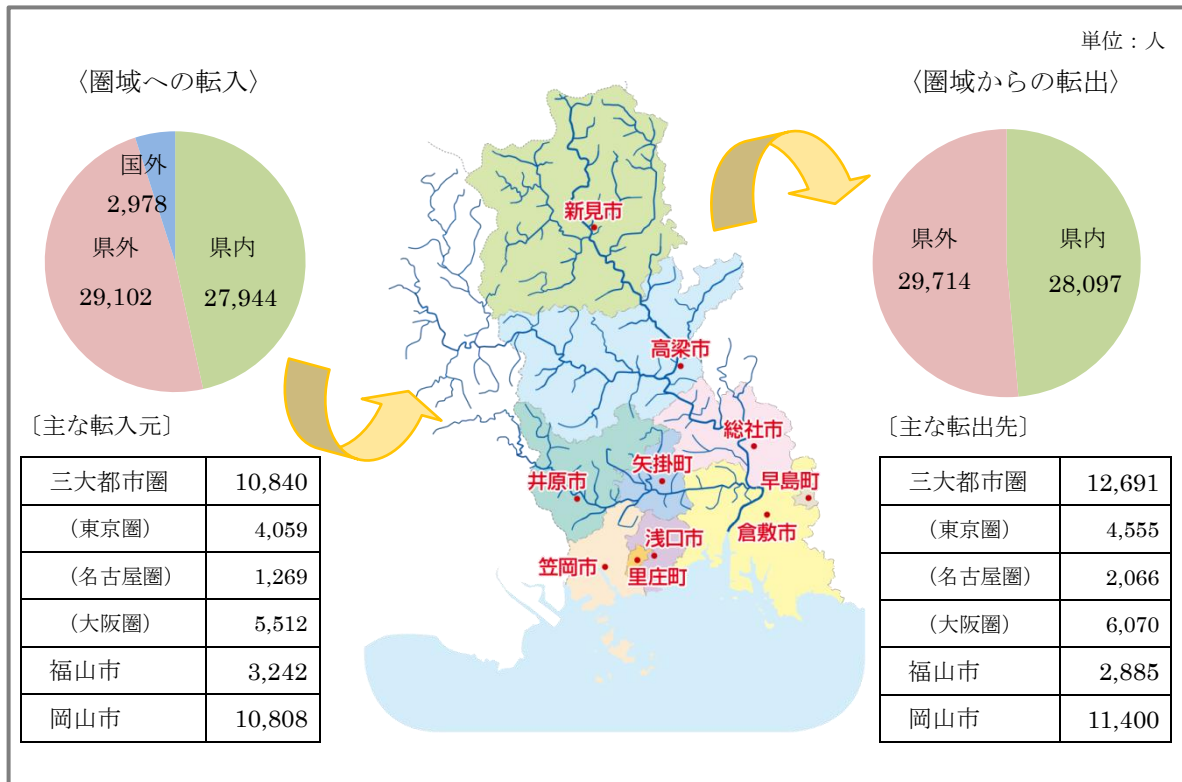 単位：人
〈圏域への転入〉
国外
2,978
県外
29,102
県内
27,944
〔主な転入元〕
三大都市圏 10,840
（東京圏） 4,059
（名古屋圏） 1,269
（大阪圏） 5,512
福山市 3,242
岡山市 10,808
新見市
高梁市
総社市
矢掛町
井原市
早島町
倉敷市
浅口市
笠岡市
里庄町
〈圏域からの転出〉
県外
29,714
県内
28,097
〔主な転出先〕
三大都市圏 12,691
（東京圏） 4,555
（名古屋圏） 2,066
（大阪圏） 6,070
福山市 2,885
岡山市 11,400